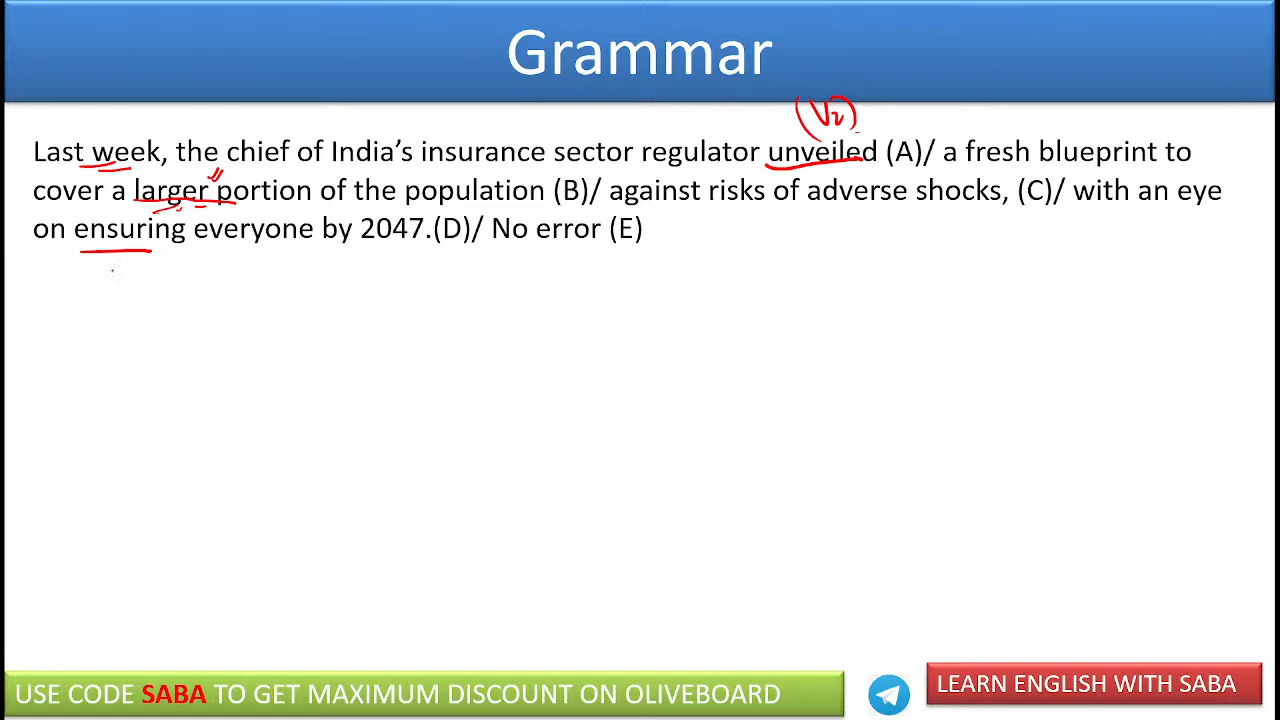 Grammar
(V2)
Last week, the chief of India’s insurance sector regulator unveiled (A)/ a fresh blueprint to
cover a larger portion of the population (B)/ against risks of adverse shocks, (C)/ with an eye
on ensuring everyone by 2047.(D)/ No error (E)
USE CODE SABA TO GET MAXIMUM DISCOUNT ON OLIVEBOARD
LEARN ENGLISH WITH SABA